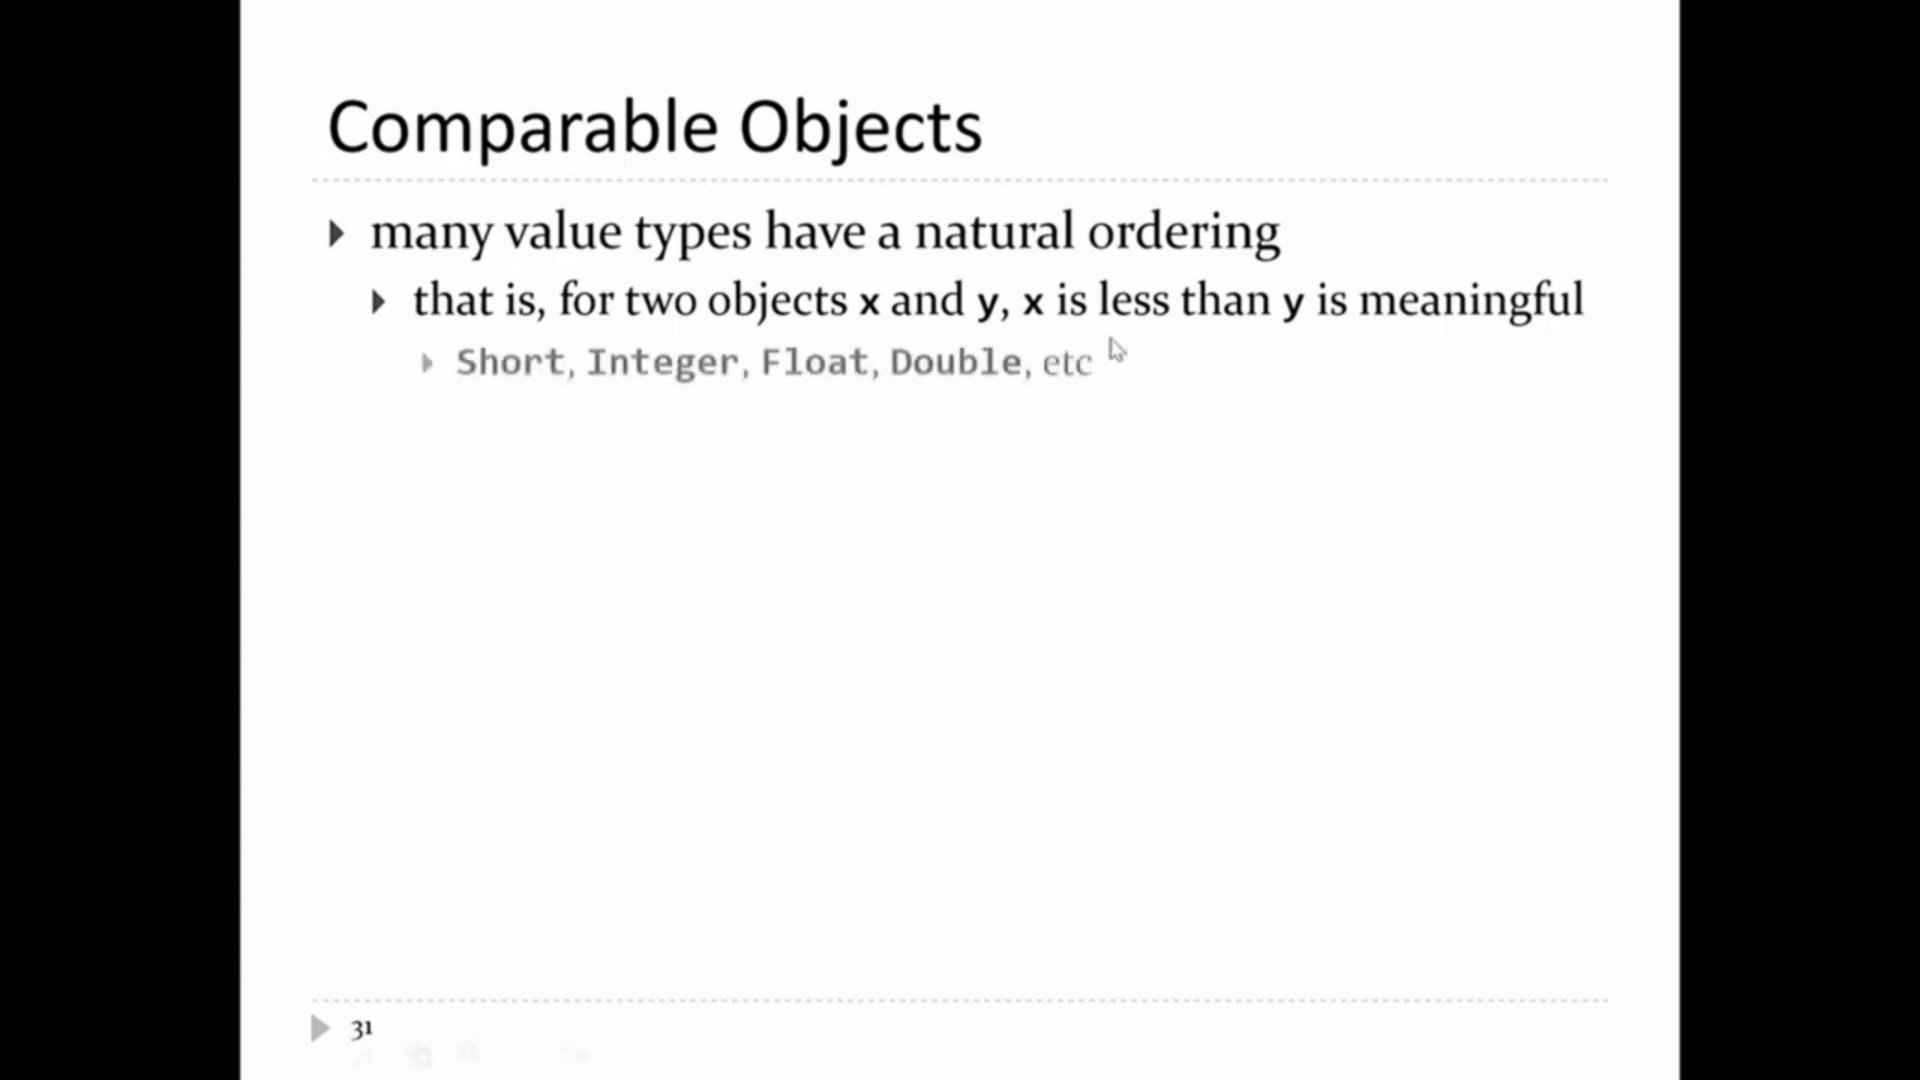 Comparable Objects
many value types have a natural ordering
that is, for two objects x and y, x is less than y is meaningful
Short, Integer, Float, Double, etc
31